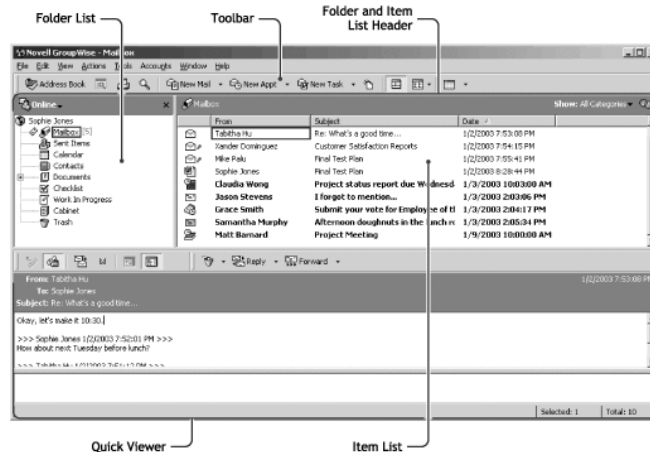 Folder List
Toolbar
Folder and Item
List Header
Novell GroupWise - Mailbox
File Edit View Actions Tools Accounts Window Help
Address Book New Mail New Appt New Task
Online
Mailbox Show: All Categories
Sophie Jones
Mailbox [5]
Sent Items
Calendar
Contacts
Documents
Checklist
Work In Progress
Cabinet
Trash
From Subject Date
Tabitha Hu Re: What's a good time... 1/2/2003 7:53:08 PM
Xander Dominguez Customer Satisfaction Reports 1/2/2003 7:54:15 PM
Mike Palu Final Test Plan 1/2/2003 7:55:41 PM
Sophie Jones Final Test Plan 1/2/2003 8:28:44 PM
Claudia Wong Project status report due Wednesd 1/3/2003 10:03:00 AM
Jason Stevens I forgot to mention... 1/3/2003 2:03:06 PM
Grace Smith Submit your vote for Employee of tl 1/3/2003 2:04:17 PM
Samantha Murphy Afternoon doughnuts in the lunch rc 1/3/2003 2:05:34 PM
Matt Barnard Project Meeting 1/9/2003 10:00:00 AM
Reply Forward
From: Tabitha Hu 1/2/2003 7:53:08 PM
To: Sophie Jones
Subject: Re: What's a good time...
Okay, let's make it 10:30.
>>> Sophie Jones 1/2/2003 7:52:01 PM >>>
How about next Tuesday before lunch?
>>> Tabitha Hu 1/2/2003 PM >>>
Selected: 1 Total: 10
Quick Viewer
Item List